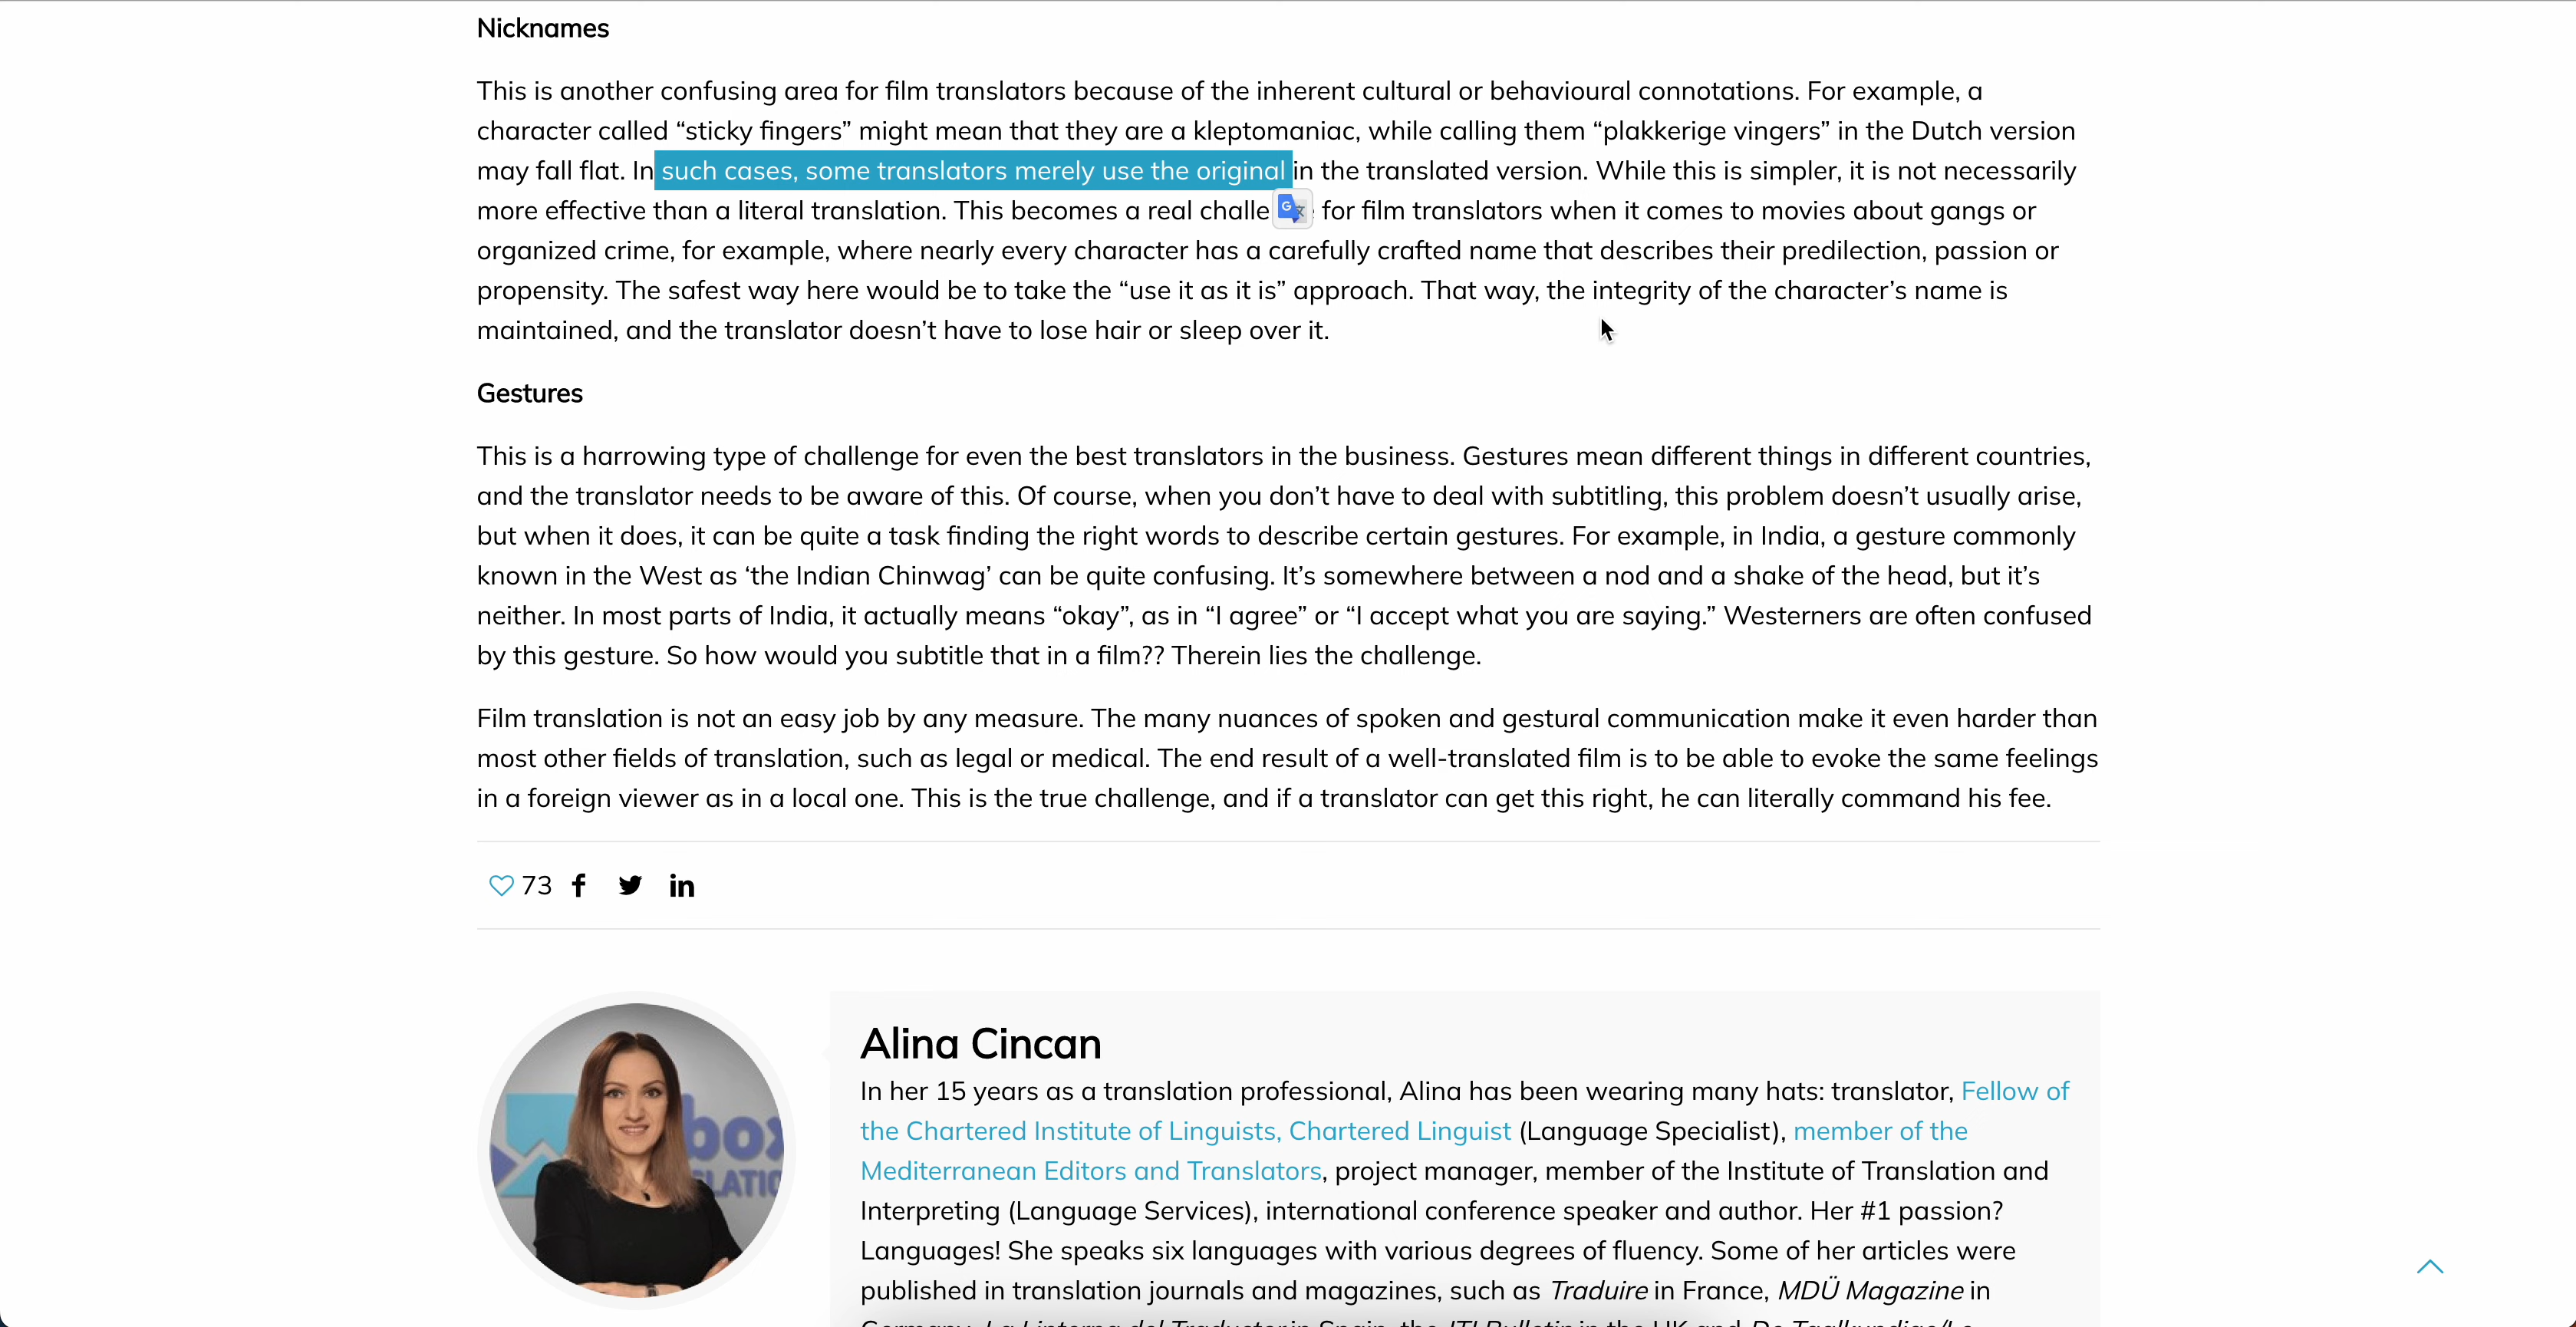 Nicknames
This is another confusing area for film translators because of the inherent cultural or behavioural connotations. For example, a
character called “sticky fingers” might mean that they are a kleptomaniac, while calling them “plakkerige vingers” in the Dutch version
may fall flat. In such cases, some translators merely use the original in the translated version. While this is simpler, it is not necessarily
more effective than a literal translation. This becomes a real challe for film translators when it comes to movies about gangs or
organized crime, for example, where nearly every character has a carefully crafted name that describes their predilection, passion or
propensity. The safest way here would be to take the “use it as it is” approach. That way, the integrity of the character’s name is
maintained, and the translator doesn’t have to lose hair or sleep over it.
Gestures
This is a harrowing type of challenge for even the best translators in the business. Gestures mean different things in different countries,
and the translator needs to be aware of this. Of course, when you don’t have to deal with subtitling, this problem doesn’t usually arise,
but when it does, it can be quite a task finding the right words to describe certain gestures. For example, in India, a gesture commonly
known in the West as ‘the Indian Chinwag’ can be quite confusing. It’s somewhere between a nod and a shake of the head, but it’s
neither. In most parts of India, it actually means “okay”, as in “I agree” or “I accept what you are saying.” Westerners are often confused
by this gesture. So how would you subtitle that in a film?? Therein lies the challenge.
Film translation is not an easy job by any measure. The many nuances of spoken and gestural communication make it even harder than
most other fields of translation, such as legal or medical. The end result of a well-translated film is to be able to evoke the same feelings
in a foreign viewer as in a local one. This is the true challenge, and if a translator can get this right, he can literally command his fee.
73
box
Alina Cincan
In her 15 years as a translation professional, Alina has been wearing many hats: translator, Fellow of
the Chartered Institute of Linguists, Chartered Linguist (Language Specialist), member of the
Mediterranean Editors and Translators, project manager, member of the Institute of Translation and
Interpreting (Language Services), international conference speaker and author. Her #1 passion?
Languages! She speaks six languages with various degrees of fluency. Some of her articles were
published in translation journals and magazines, such as Traduire in France, MDÜ Magazine in